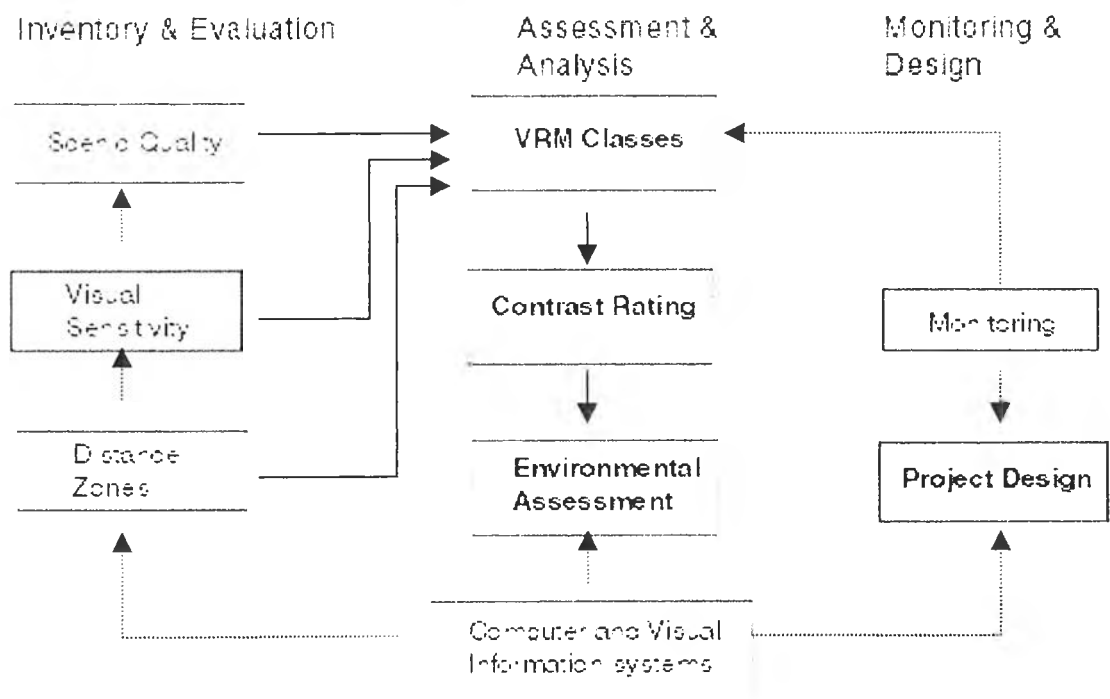 Inventory & Evaluation
Assessment &
Analysis
Monitoring &
Design
Scenic Quality
VRM Classes
Visual
Sensitivity
Contrast Rating
Monitoring
Distance
Zones
Environmental
Assessment
Project Design
Computer and Visual
Information systems